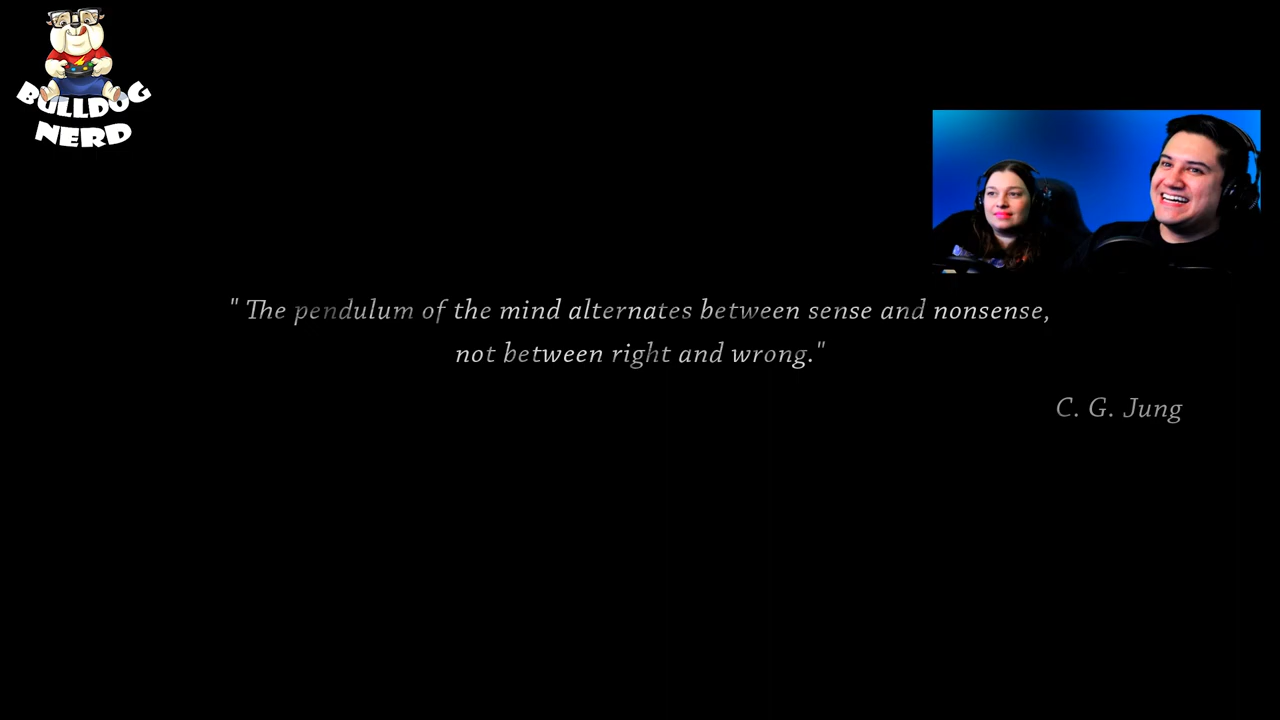 BULLDOG
NERD
" The pendulum of the mind alternates between sense and nonsense,
not between right and wrong."
C. G. Jung